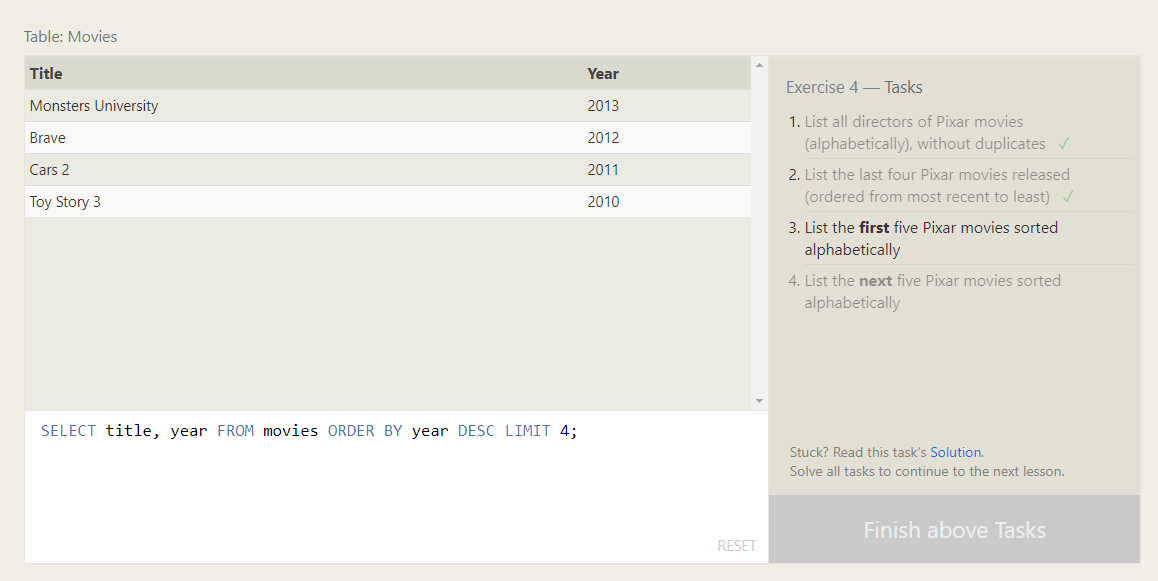 Table: Movies
Title Year
Monsters University 2013
Brave 2012
Cars 2 2011
Toy Story 3 2010
SELECT title, year FROM movies ORDER BY year DESC LIMIT 4;
RESET
Exercise 4 — Tasks
1. List all directors of Pixar movies
(alphabetically), without duplicates ✓
2. List the last four Pixar movies released
(ordered from most recent to least) ✓
3. List the first five Pixar movies sorted
alphabetically
4. List the next five Pixar movies sorted
alphabetically
Stuck? Read this task's Solution.
Solve all tasks to continue to the next lesson.
Finish above Tasks